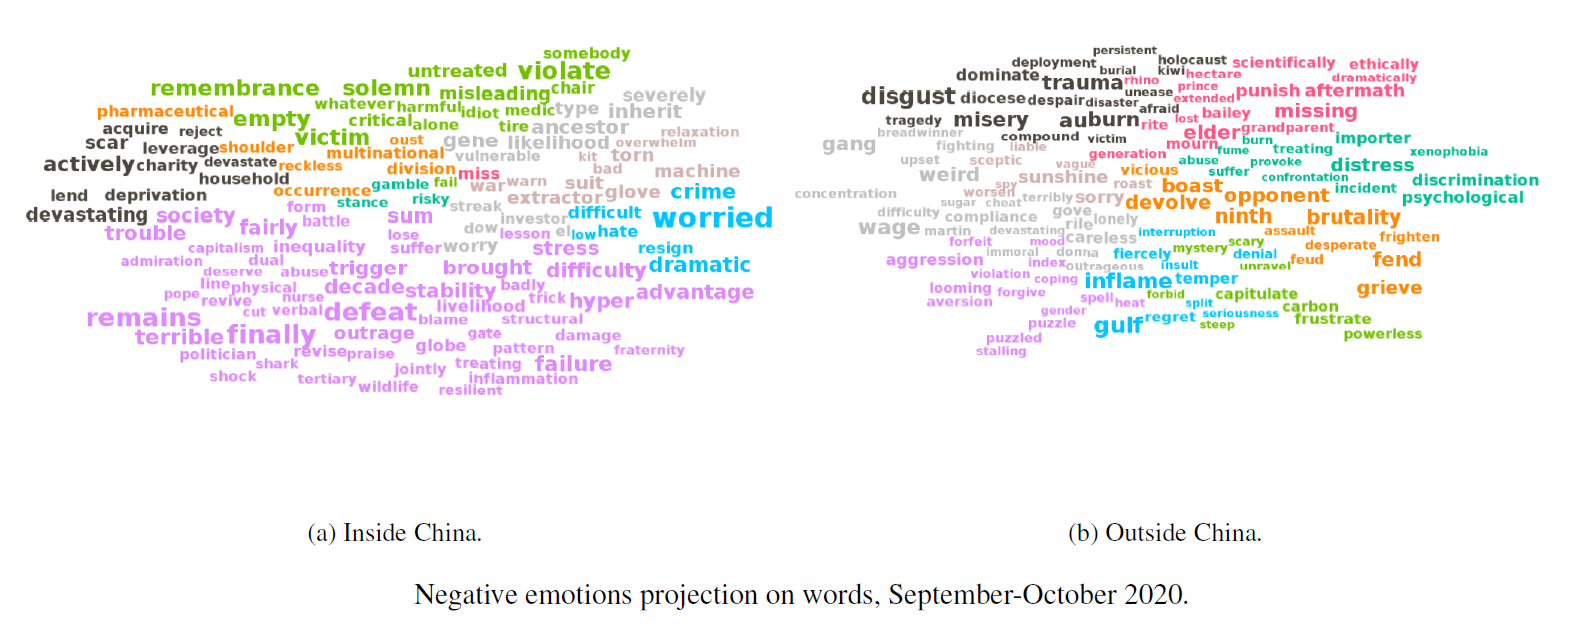 somebody
untreated violate
remembrance solemn misleading chair severely
pharmaceutical whatever harmful idiot medic type inherit
acquire reject empty critical alone tire ancestor relaxation
scar leverage shoulder victim oust gene likelihood overwhelm
actively charity devastate reckless multinational vulnerable kit torn
household division miss bad machine
lend deprivation occurrence gamble fail war warn suit glove crime
stance risky extractor
devastating society form battle sum streak investor difficult worried
trouble fairly lose dow lesson el low hate
capitalism inequality suffer worry stress resign
admiration dual trigger brought difficulty dramatic
deserve abuse
line physical decade stability badly advantage
pope revive nurse livelihood trick hyper
remains cut verbal defeat blame structural
terrible finally outrage gate damage
politician revise praise globe pattern fraternity
shark jointly treating failure
shock tertiary inflammation
wildlife resilient
persistent
deployment burial holocaust scientifically ethically
dominate trauma rhino kiwi hectare dramatically
disgust diocese despair unease prince punish aftermath
disaster afraid extended missing
tragedy misery auburn rite lost bailey
breadwinner compound victim elder grandparent importer
gang fighting liable mourn fume burn treating xenophobia
upset sceptic vague generation abuse provoke distress
weird sunshine vicious suffer confrontation discrimination
spy roast boast incident
concentration worsen terribly sorry devolve opponent psychological
sugar cheat
difficulty compliance gove lonely ninth brutality
wage martin devastating rile interruption assault frighten
forfeit mood careless mystery scary desperate
aggression immoral donna fiercely denial feud fend
index outrageous insult unravel
violation coping inflame temper grieve
looming forgive spell heat forbid capitulate
aversion gender split carbon
puzzle gulf regret seriousness frustrate
puzzled steep powerless
stalling
(a) Inside China.
(b) Outside China.
Negative emotions projection on words, September-October 2020.